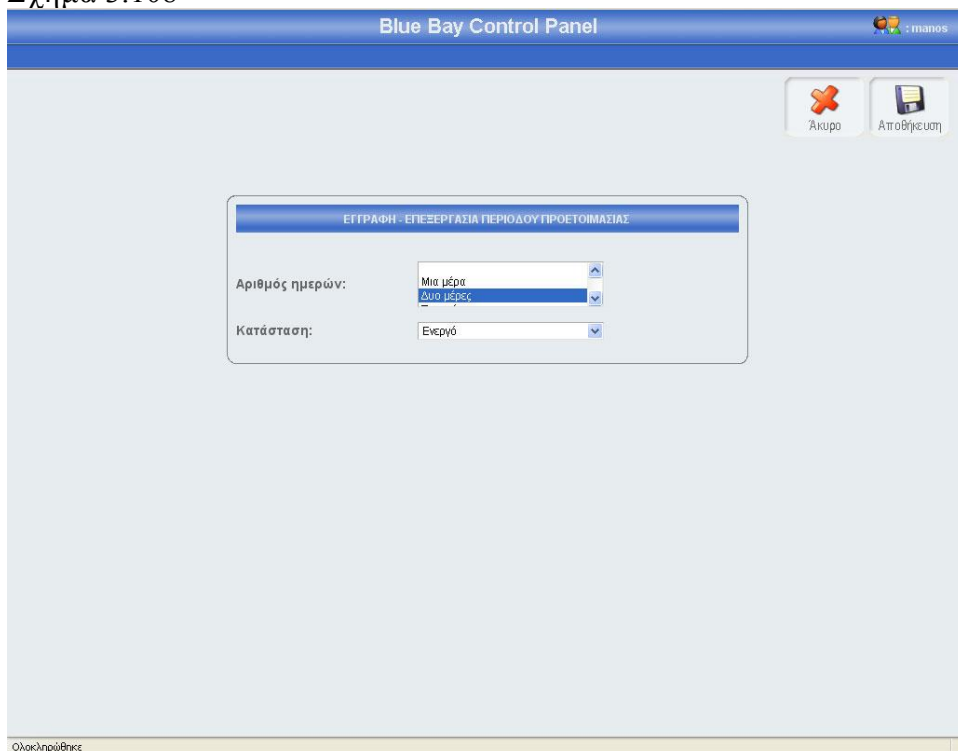 Blue Bay Control Panel
: manos
Άκυρο
Αποθήκευση
ΕΓΓΡΑΦΗ - ΕΠΕΞΕΡΓΑΣΙΑ ΠΕΡΙΟΔΟΥ ΠΡΟΕΤΟΙΜΑΣΙΑΣ
Αριθμός ημερών:
Μια μέρα
Δυο μέρες
Κατάσταση:
Ενεργό
Ολοκληρώθηκε